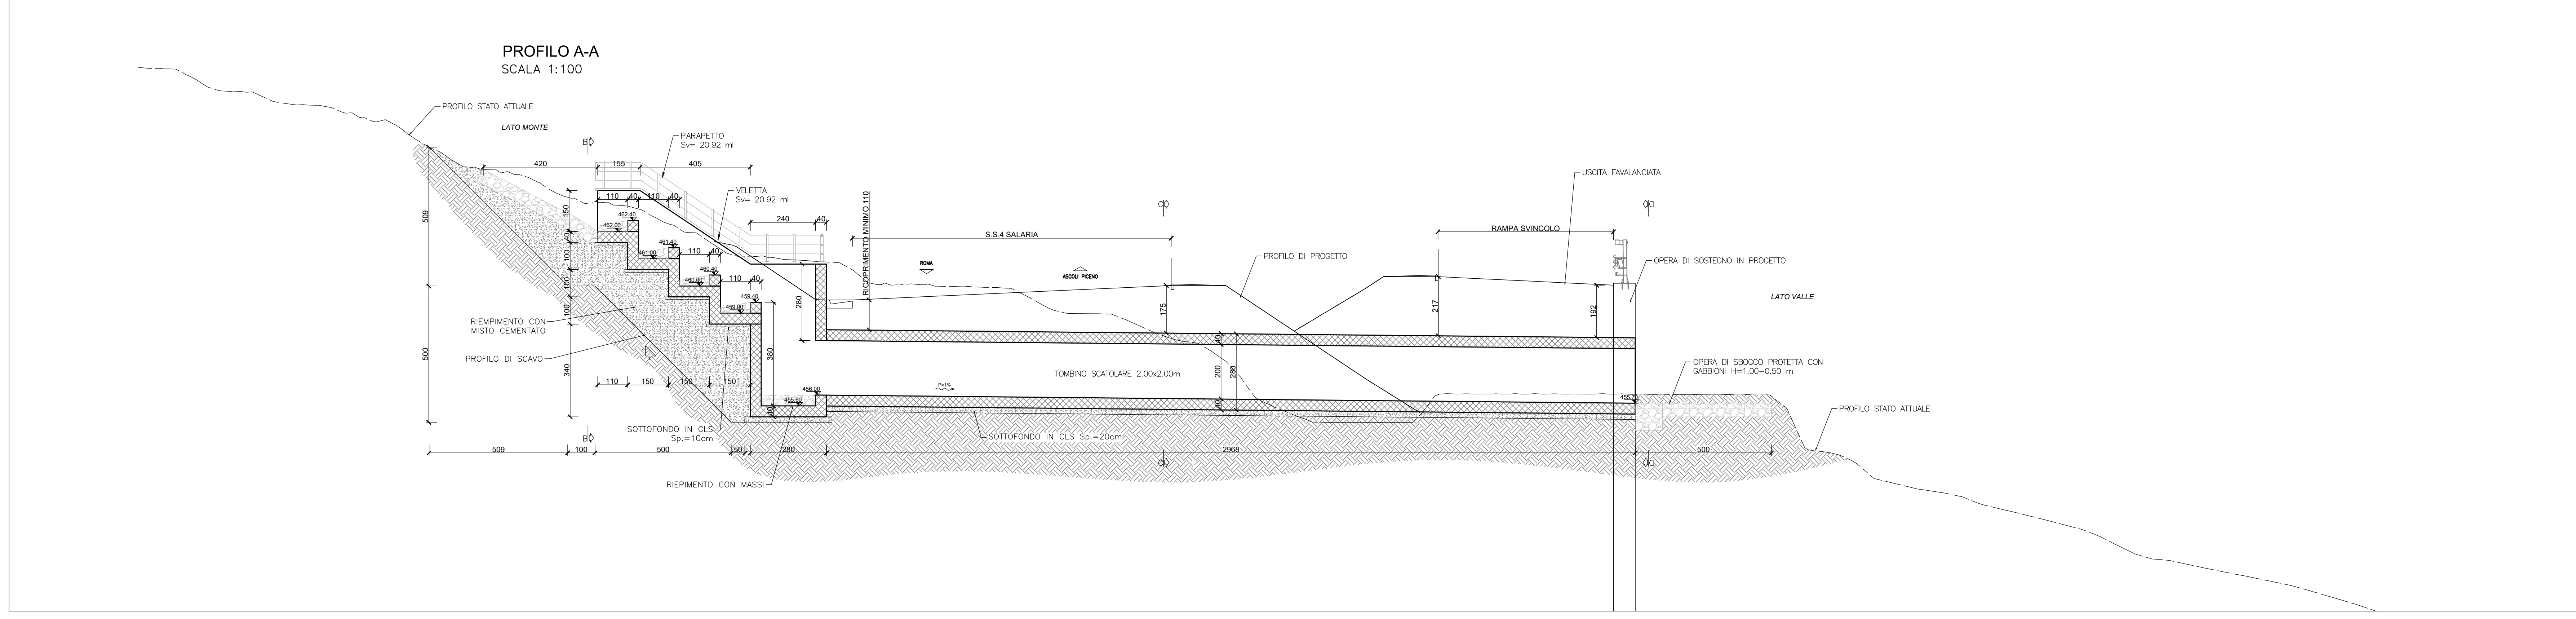 PROFILO A-A
SCALA 1:100
PROFILO STATO ATTUALE
LATO MONTE
B
PARAPETTO
Sv= 20.92 ml
420
155
405
VELETTA
Sv= 20.92 ml
110
40
110
40
240
40
RICOPRIMENTO MINIMO 110
C
S.S.4 SALARIA
ROMA
ASCOLI PICENO
PROFILO DI PROGETTO
USCITA FAVALANCIATA
D
RAMPA SVINCOLO
OPERA DI SOSTEGNO IN PROGETTO
LATO VALLE
509
500
150
40
100
100
100
340
462.40
462.00
461.40
461.00
110
40
460.40
460.00
110
40
459.40
459.00
280
380
175
217
192
RIEMPIMENTO CON
MISTO CEMENTATO
PROFILO DI SCAVO
110
150
150
150
456.00
455.60
40
P=1%
TOMBINO SCATOLARE 2.00x2.00m
40
200
280
40
OPERA DI SBOCCO PROTETTA CON
GABBIONI H=1.00-0.50 m
PROFILO STATO ATTUALE
SOTTOFONDO IN CLS
Sp.=10cm
SOTTOFONDO IN CLS Sp.=20cm
B
509
100
500
50
280
2968
500
C
D
RIEPIMENTO CON MASSI